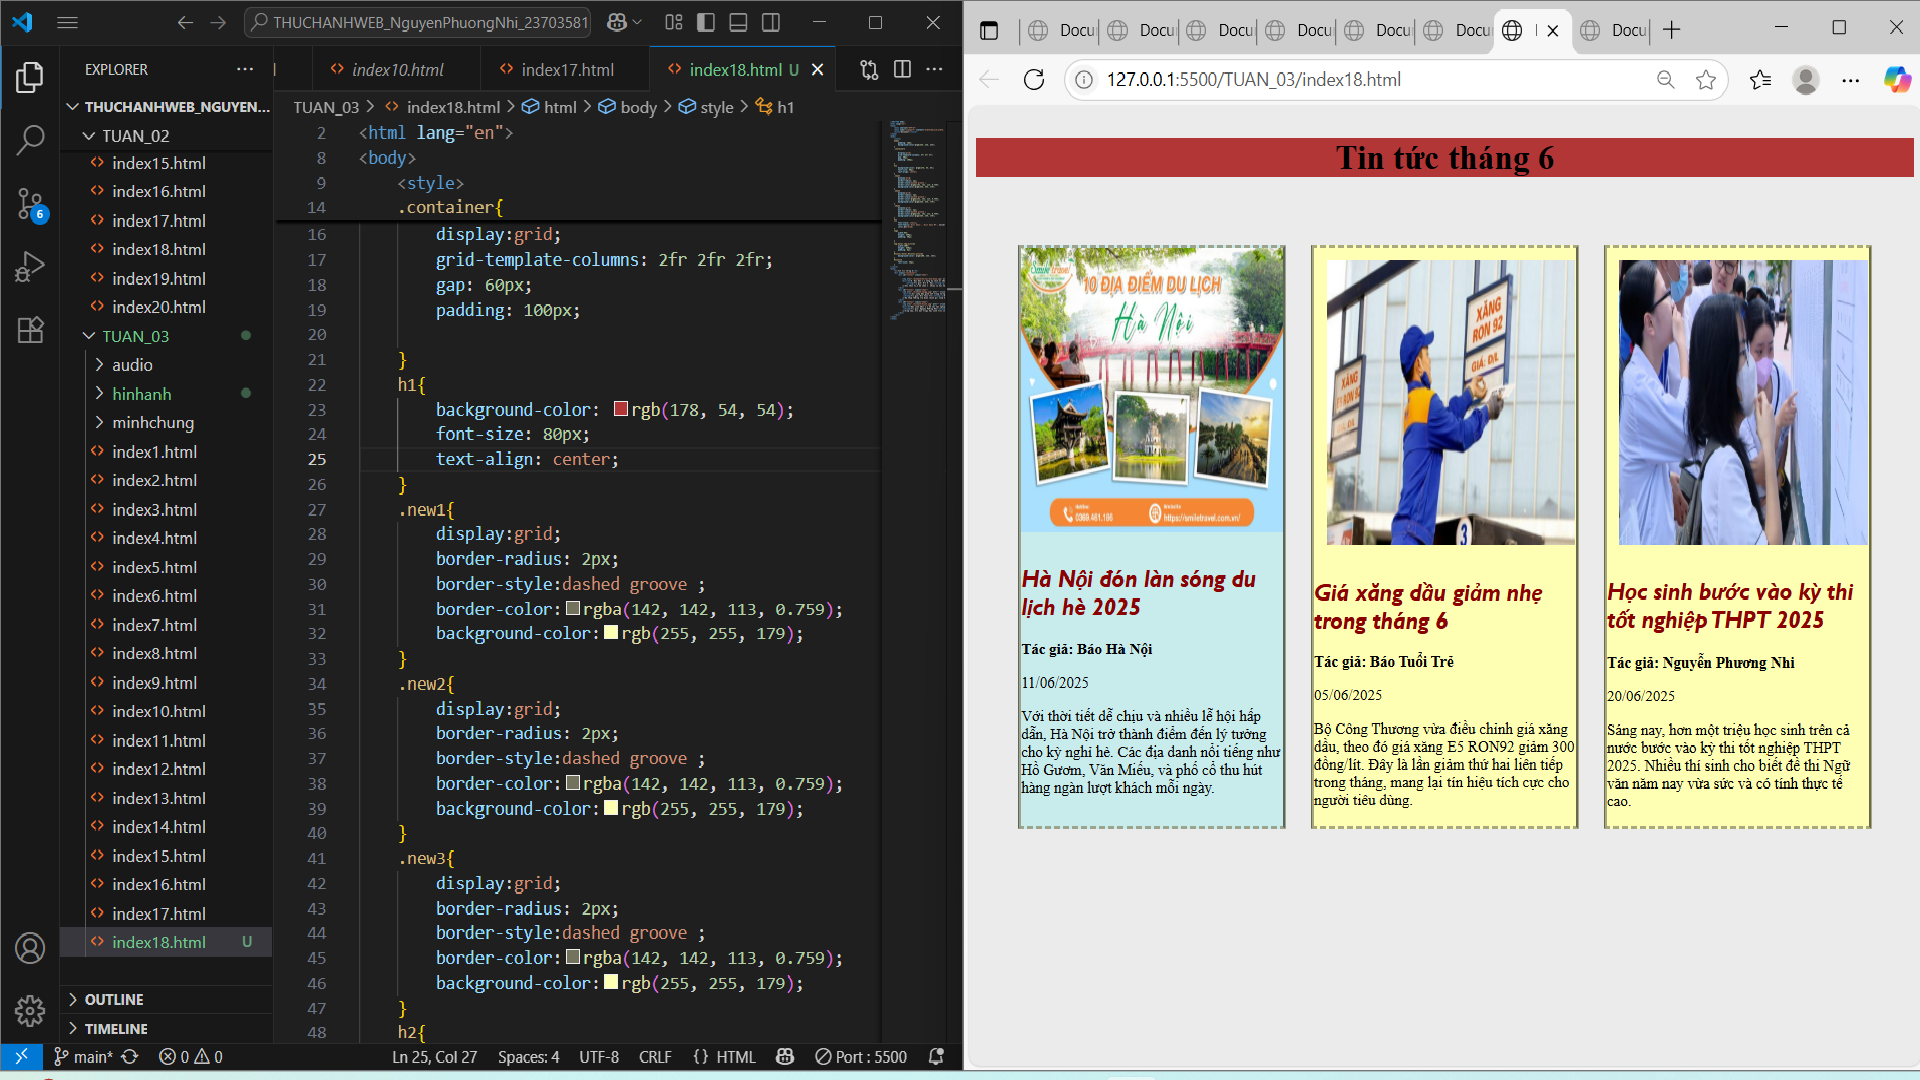 THUCHANHWEB_NguyenPhuongNhi_23703581
EXPLORER
THUCHANHWEB_NGUYEN...
TUAN_02
index15.html
index16.html
index17.html
index18.html
index19.html
index20.html
TUAN_03
audio
hinhanh
minhchung
index1.html
index2.html
index3.html
index4.html
index5.html
index6.html
index7.html
index8.html
index9.html
index10.html
index11.html
index12.html
index13.html
index14.html
index15.html
index16.html
index17.html
index18.html U
OUTLINE
TIMELINE
6
index10.html
index17.html
index18.html U
TUAN_03 > index18.html > html > body > style > h1
2 <html lang="en">
8 <body>
9 <style>
14 .container{
16 display:grid;
17 grid-template-columns: 2fr 2fr 2fr;
18 gap: 60px;
19 padding: 100px;
20
21 }
22 h1{
23 background-color: rgb(178, 54, 54);
24 font-size: 80px;
25 text-align: center;
26 }
27 .new1{
28 display:grid;
29 border-radius: 2px;
30 border-style:dashed groove ;
31 border-color: rgba(142, 142, 113, 0.759);
32 background-color: rgb(255, 255, 179);
33 }
34 .new2{
35 display:grid;
36 border-radius: 2px;
37 border-style:dashed groove ;
38 border-color: rgba(142, 142, 113, 0.759);
39 background-color: rgb(255, 255, 179);
40 }
41 .new3{
42 display:grid;
43 border-radius: 2px;
44 border-style:dashed groove ;
45 border-color: rgba(142, 142, 113, 0.759);
46 background-color: rgb(255, 255, 179);
47 }
48 h2{
main* 0 0 Ln 25, Col 27 Spaces: 4 UTF-8 CRLF {} HTML Port : 5500
Docu Docu Docu Docu Docu Docu Docu
127.0.0.1:5500/TUAN_03/index18.html
Tin tức tháng 6
Smile travel
10 ĐỊA ĐIỂM DU LỊCH
Hà Nội
0369.461.186
https://smiletravel.com.vn/
Hà Nội đón làn sóng du
lịch hè 2025
Tác giả: Báo Hà Nội
11/06/2025
Với thời tiết dễ chịu và nhiều lễ hội hấp
dẫn, Hà Nội trở thành điểm đến lý tưởng
cho kỳ nghỉ hè. Các địa danh nổi tiếng như
Hồ Gươm, Văn Miếu, và phố cổ thu hút
hàng ngàn lượt khách mỗi ngày.
XĂNG
RON 92
GIÁ: Đ/L
XĂNG
RON 95
3
Giá xăng dầu giảm nhẹ
trong tháng 6
Tác giả: Báo Tuổi Trẻ
05/06/2025
Bộ Công Thương vừa điều chỉnh giá xăng
dầu, theo đó giá xăng E5 RON92 giảm 300
đồng/lít. Đây là lần giảm thứ hai liên tiếp
trong tháng, mang lại tín hiệu tích cực cho
người tiêu dùng.
Học sinh bước vào kỳ thi
tốt nghiệp THPT 2025
Tác giả: Nguyễn Phương Nhi
20/06/2025
Sáng nay, hơn một triệu học sinh trên cả
nước bước vào kỳ thi tốt nghiệp THPT
2025. Nhiều thí sinh cho biết đề thi Ngữ
văn năm nay vừa sức và có tính thực tế
cao.